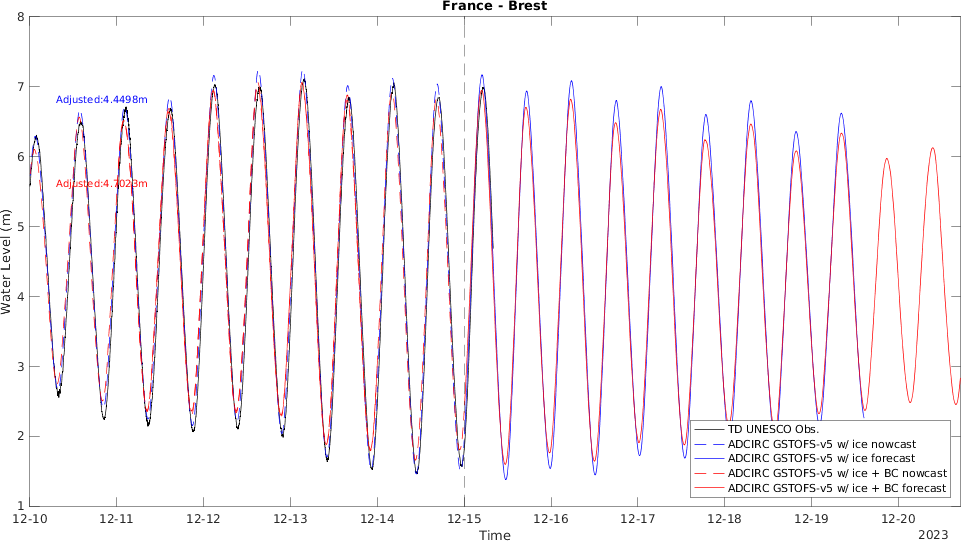 France - Brest
8
7
6
5
4
3
2
1
Water Level (m)
Adjusted:4.4498m
Adjusted:4.7023m
TD UNESCO Obs.
ADCIRC GSTOFS-v5 w/ ice nowcast
ADCIRC GSTOFS-v5 w/ ice forecast
ADCIRC GSTOFS-v5 w/ ice + BC nowcast
ADCIRC GSTOFS-v5 w/ ice + BC forecast
12-10 12-11 12-12 12-13 12-14 12-15 12-16 12-17 12-18 12-19 12-20
Time
2023